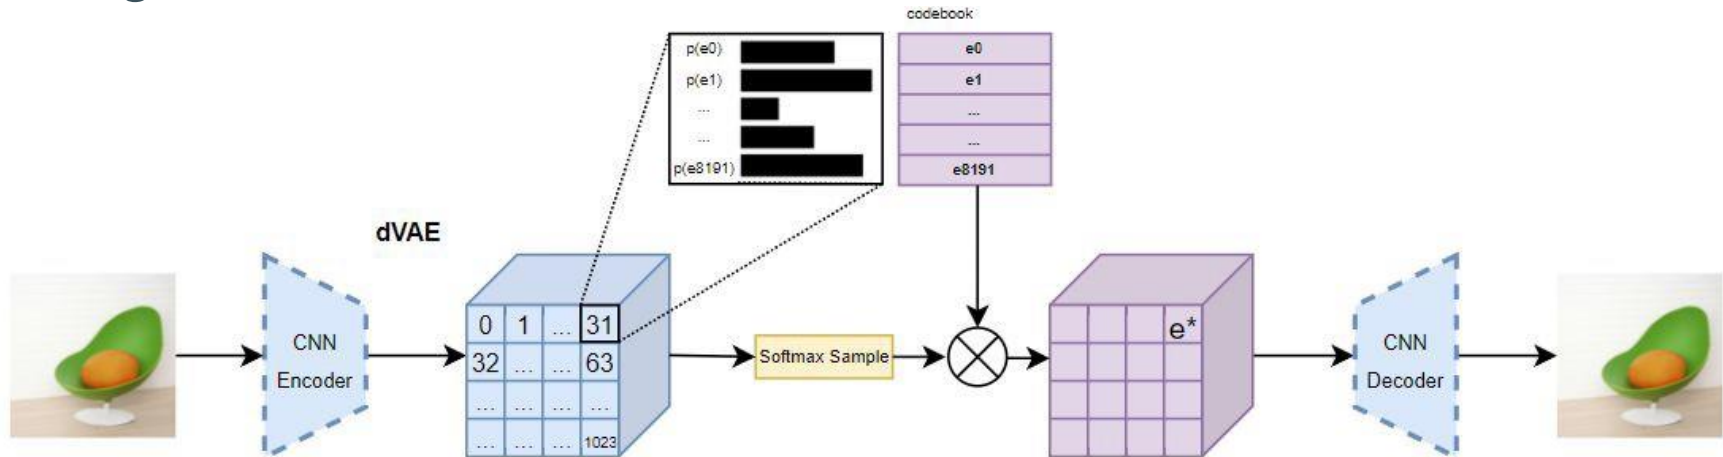 codebook
p(e0)
p(e1)
...
...
p(e8191)
e0
e1
...
...
e8191
dVAE
CNN
Encoder
0 1 ... 31
32 ... ... 63
... ... ... ...
... ... ... 1023
Softmax Sample
e*
CNN
Decoder